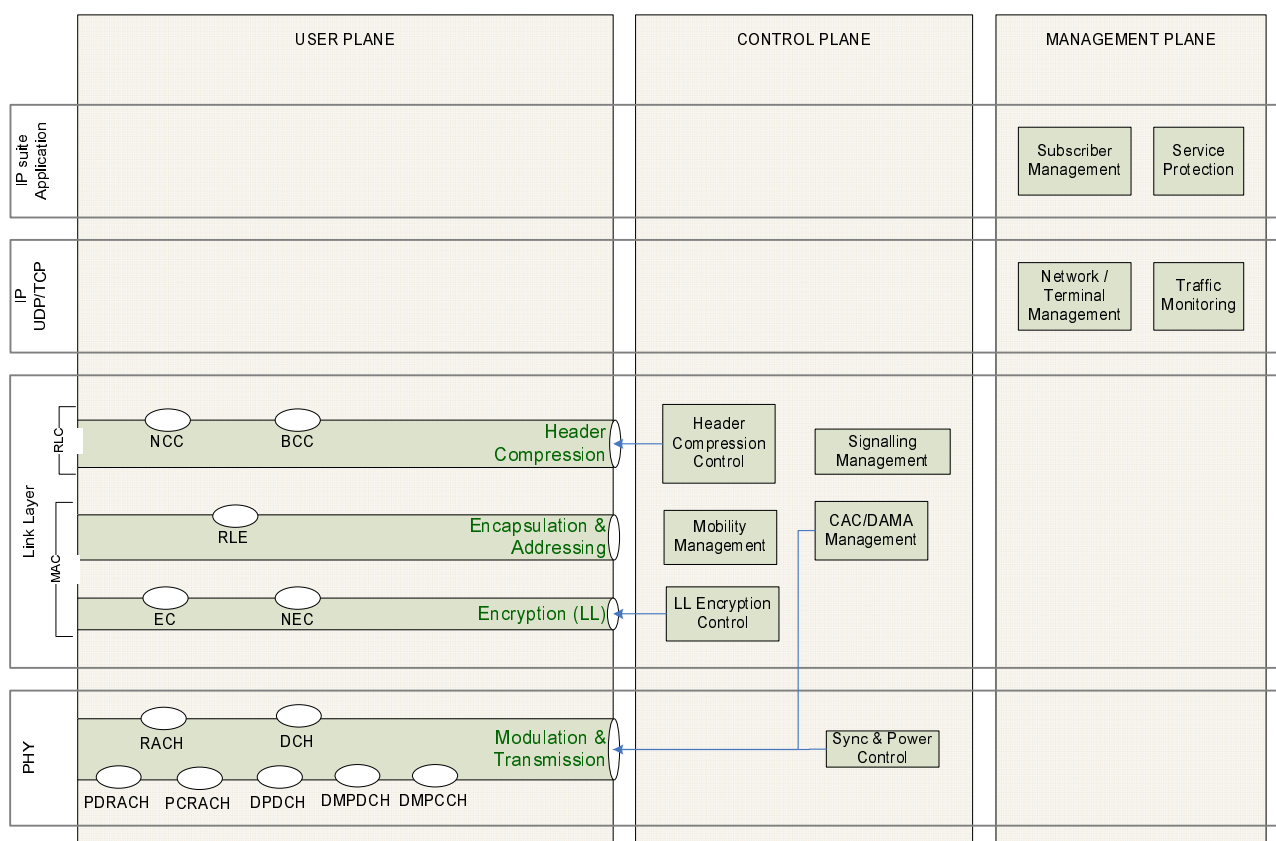 USER PLANE
CONTROL PLANE
MANAGEMENT PLANE
IP suite
Application
Subscriber
Management
Service
Protection
IP
UDP/TCP
Network /
Terminal
Management
Traffic
Monitoring
Link Layer
RLC
NCC
BCC
Header
Compression
Header
Compression
Control
Signalling
Management
MAC
RLE
Encapsulation &
Addressing
Mobility
Management
CAC/DAMA
Management
EC
NEC
Encryption (LL)
LL Encryption
Control
PHY
RACH
DCH
Modulation &
Transmission
Sync & Power
Control
PDRACH
PCRACH
DPDCH
DMPDCH
DMPCCH